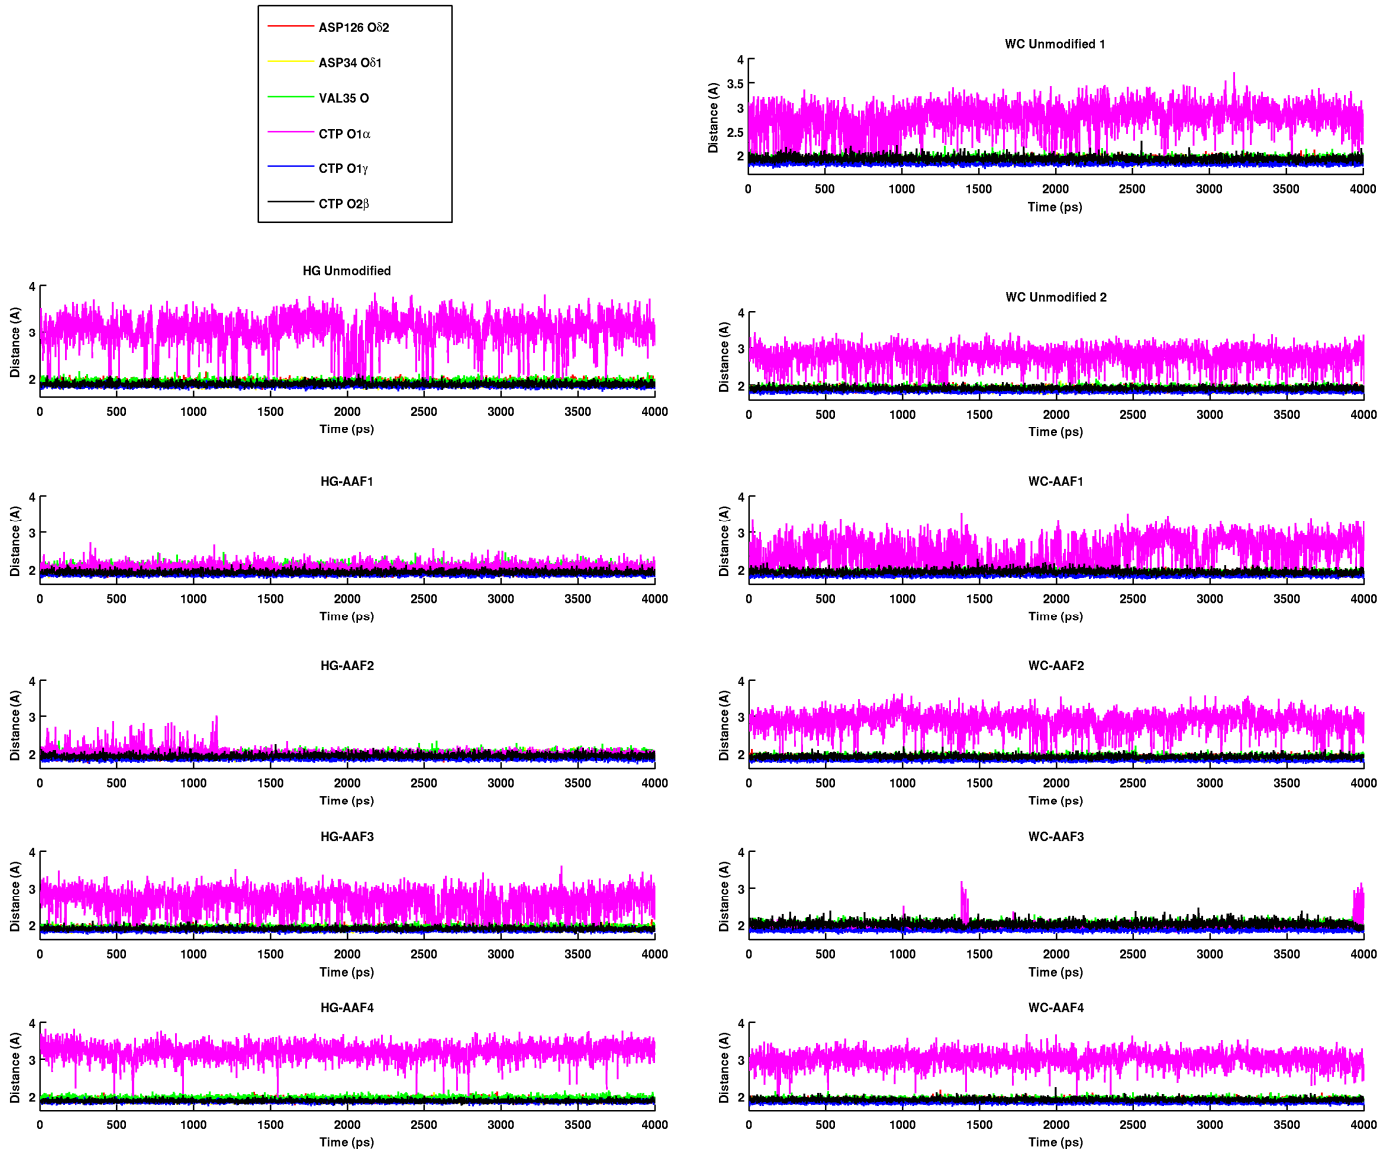 ASP126 Oδ2
ASP34 Oδ1
VAL35 O
CTP O1α
CTP O1γ
CTP O2β
WC Unmodified 1
Distance (A)
4
3.5
3
2.5
2
0 500 1000 1500 2000 2500 3000 3500 4000
Time (ps)
HG Unmodified
Distance (A)
4
3
2
0 500 1000 1500 2000 2500 3000 3500 4000
Time (ps)
WC Unmodified 2
Distance (A)
4
3
2
0 500 1000 1500 2000 2500 3000 3500 4000
Time (ps)
HG-AAF1
Distance (A)
4
3
2
0 500 1000 1500 2000 2500 3000 3500 4000
Time (ps)
WC-AAF1
Distance (A)
4
3
2
0 500 1000 1500 2000 2500 3000 3500 4000
Time (ps)
HG-AAF2
Distance (A)
4
3
2
0 500 1000 1500 2000 2500 3000 3500 4000
Time (ps)
WC-AAF2
Distance (A)
4
3
2
0 500 1000 1500 2000 2500 3000 3500 4000
Time (ps)
HG-AAF3
Distance (A)
4
3
2
0 500 1000 1500 2000 2500 3000 3500 4000
Time (ps)
WC-AAF3
Distance (A)
4
3
2
0 500 1000 1500 2000 2500 3000 3500 4000
Time (ps)
HG-AAF4
Distance (A)
4
3
2
0 500 1000 1500 2000 2500 3000 3500 4000
Time (ps)
WC-AAF4
Distance (A)
4
3
2
0 500 1000 1500 2000 2500 3000 3500 4000
Time (ps)